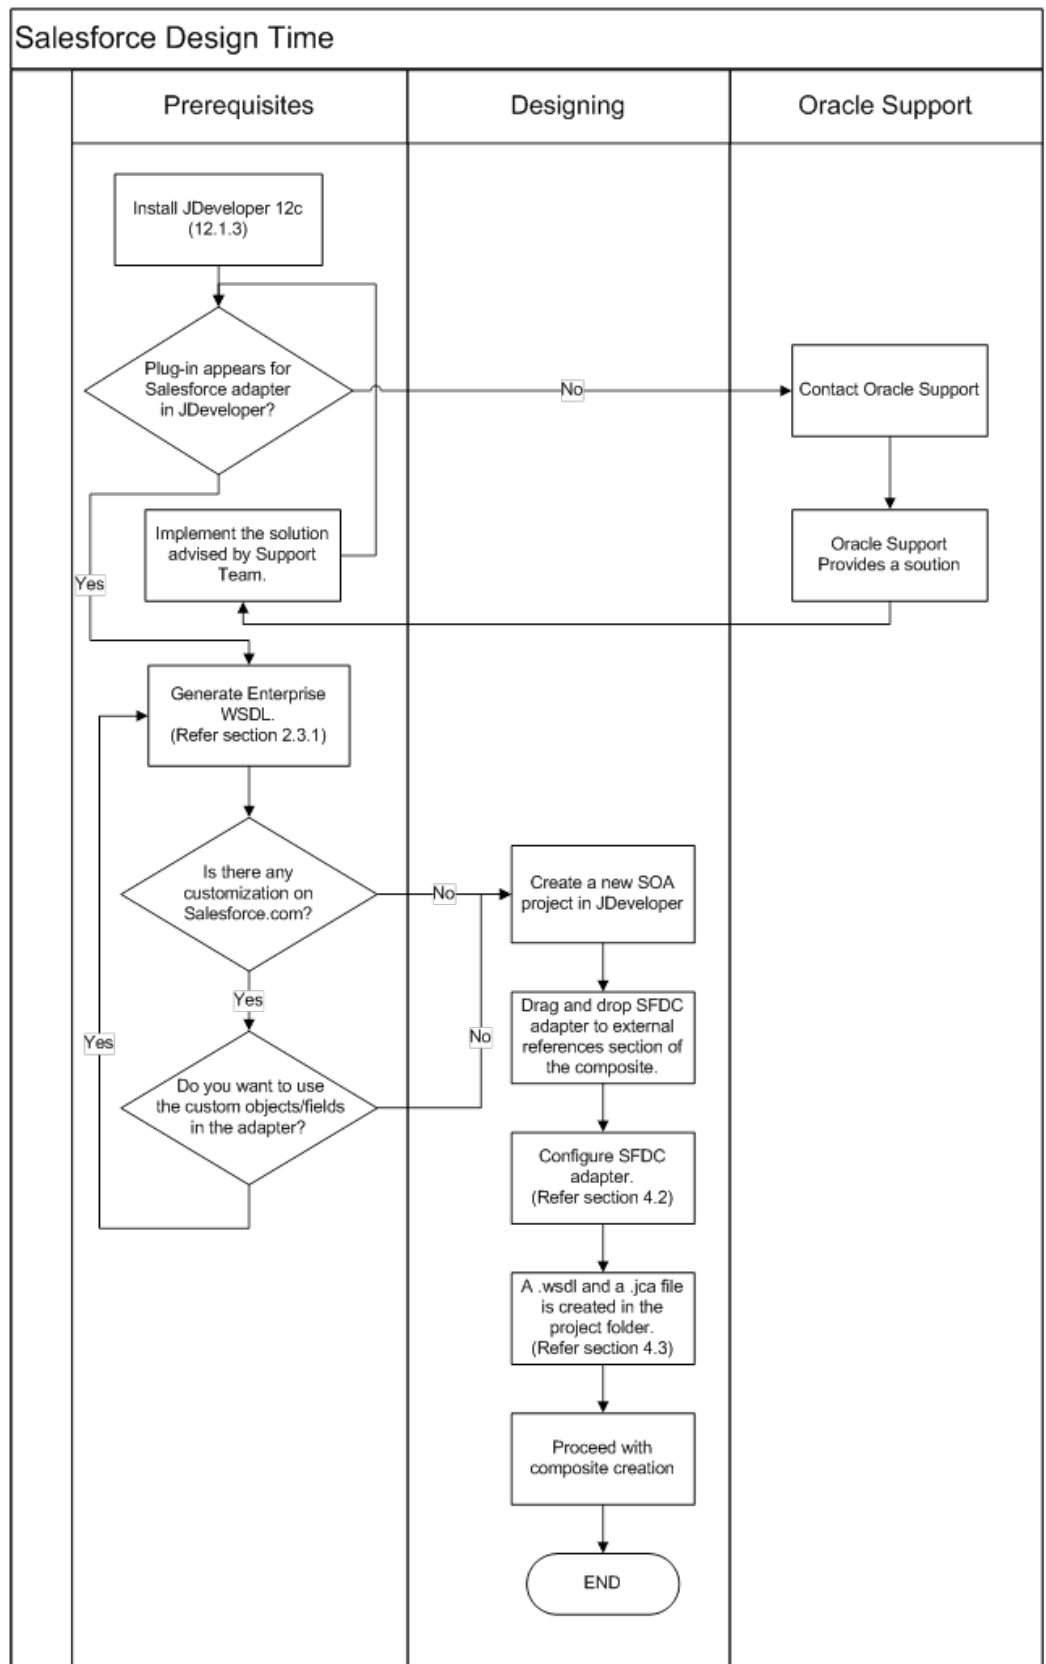 Salesforce Design Time
Prerequisites
Designing
Oracle Support
Install JDeveloper 12c
(12.1.3)
Plug-in appears for
Salesforce adapter
in JDeveloper?
No
Contact Oracle Support
Implement the solution
advised by Support
Team.
Oracle Support
Provides a soution
Yes
Generate Enterprise
WSDL.
(Refer section 2.3.1)
Is there any
customization on
Salesforce.com?
No
Create a new SOA
project in JDeveloper
Yes
Drag and drop SFDC
adapter to external
references section of
the composite.
Yes
No
Do you want to use
the custom objects/fields
in the adapter?
Configure SFDC
adapter.
(Refer section 4.2)
A .wsdl and a .jca file
is created in the
project folder.
(Refer section 4.3)
Proceed with
composite creation
END